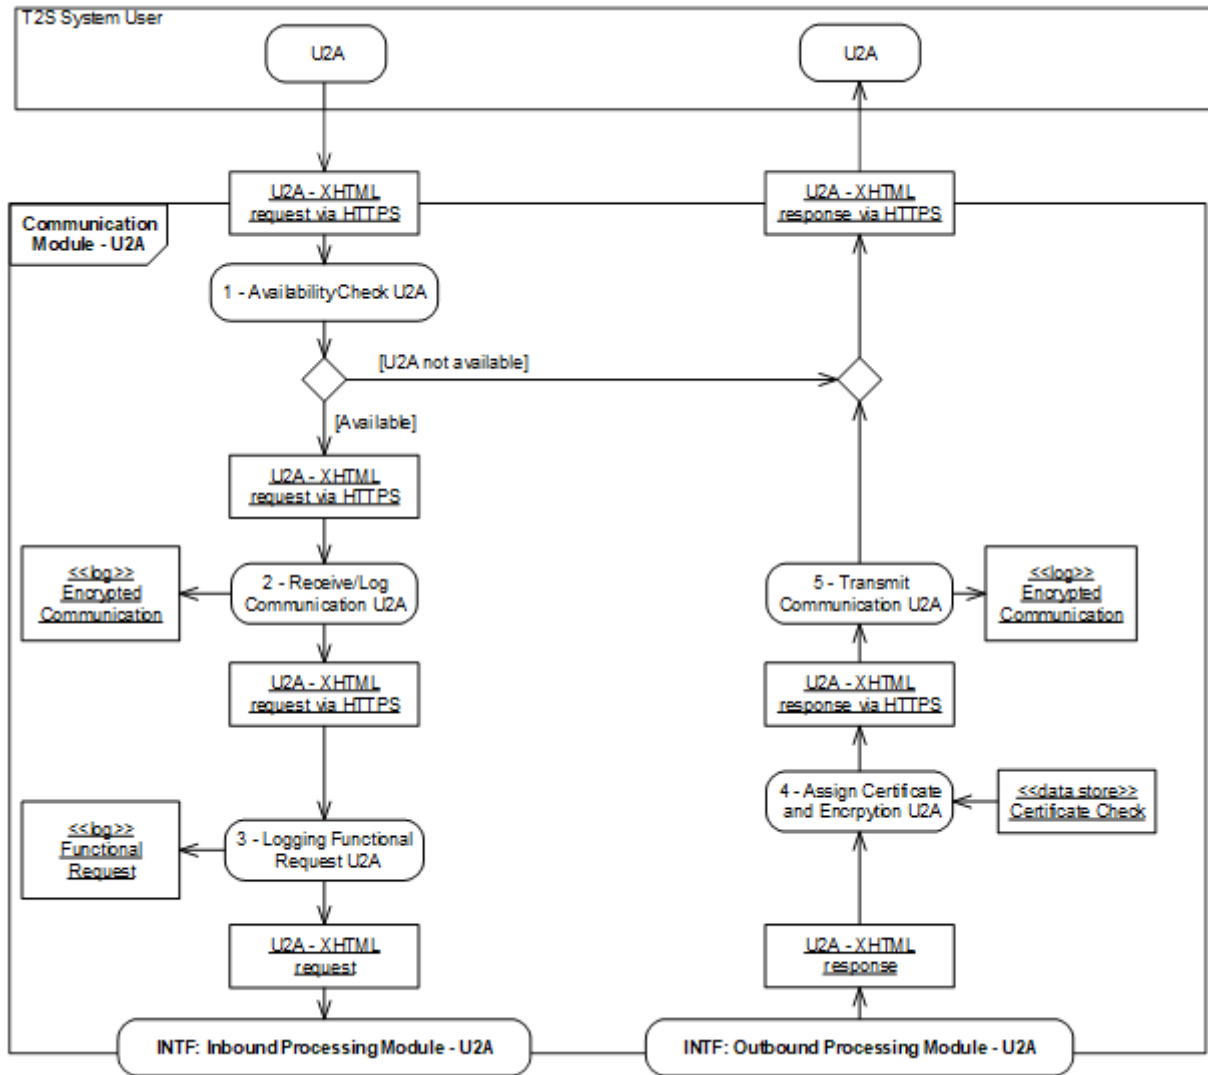 T2S System User
U2A
U2A
U2A - XHTML
request via HTTPS
U2A - XHTML
response via HTTPS
Communication
Module - U2A
1 - Availability Check U2A
[U2A not available]
[Available]
U2A - XHTML
request via HTTPS
<<log>>
Encrypted
Communication
2 - Receive/Log
Communication U2A
5 - Transmit
Communication U2A
<<log>>
Encrypted
Communication
U2A - XHTML
request via HTTPS
U2A - XHTML
response via HTTPS
4 - Assign Certificate
and Encrpytion U2A
<<data store>>
Certificate Check
<<log>>
Functional
Request
3 - Logging Functional
Request U2A
U2A - XHTML
request
U2A - XHTML
response
INTF: Inbound Processing Module - U2A
INTF: Outbound Processing Module - U2A